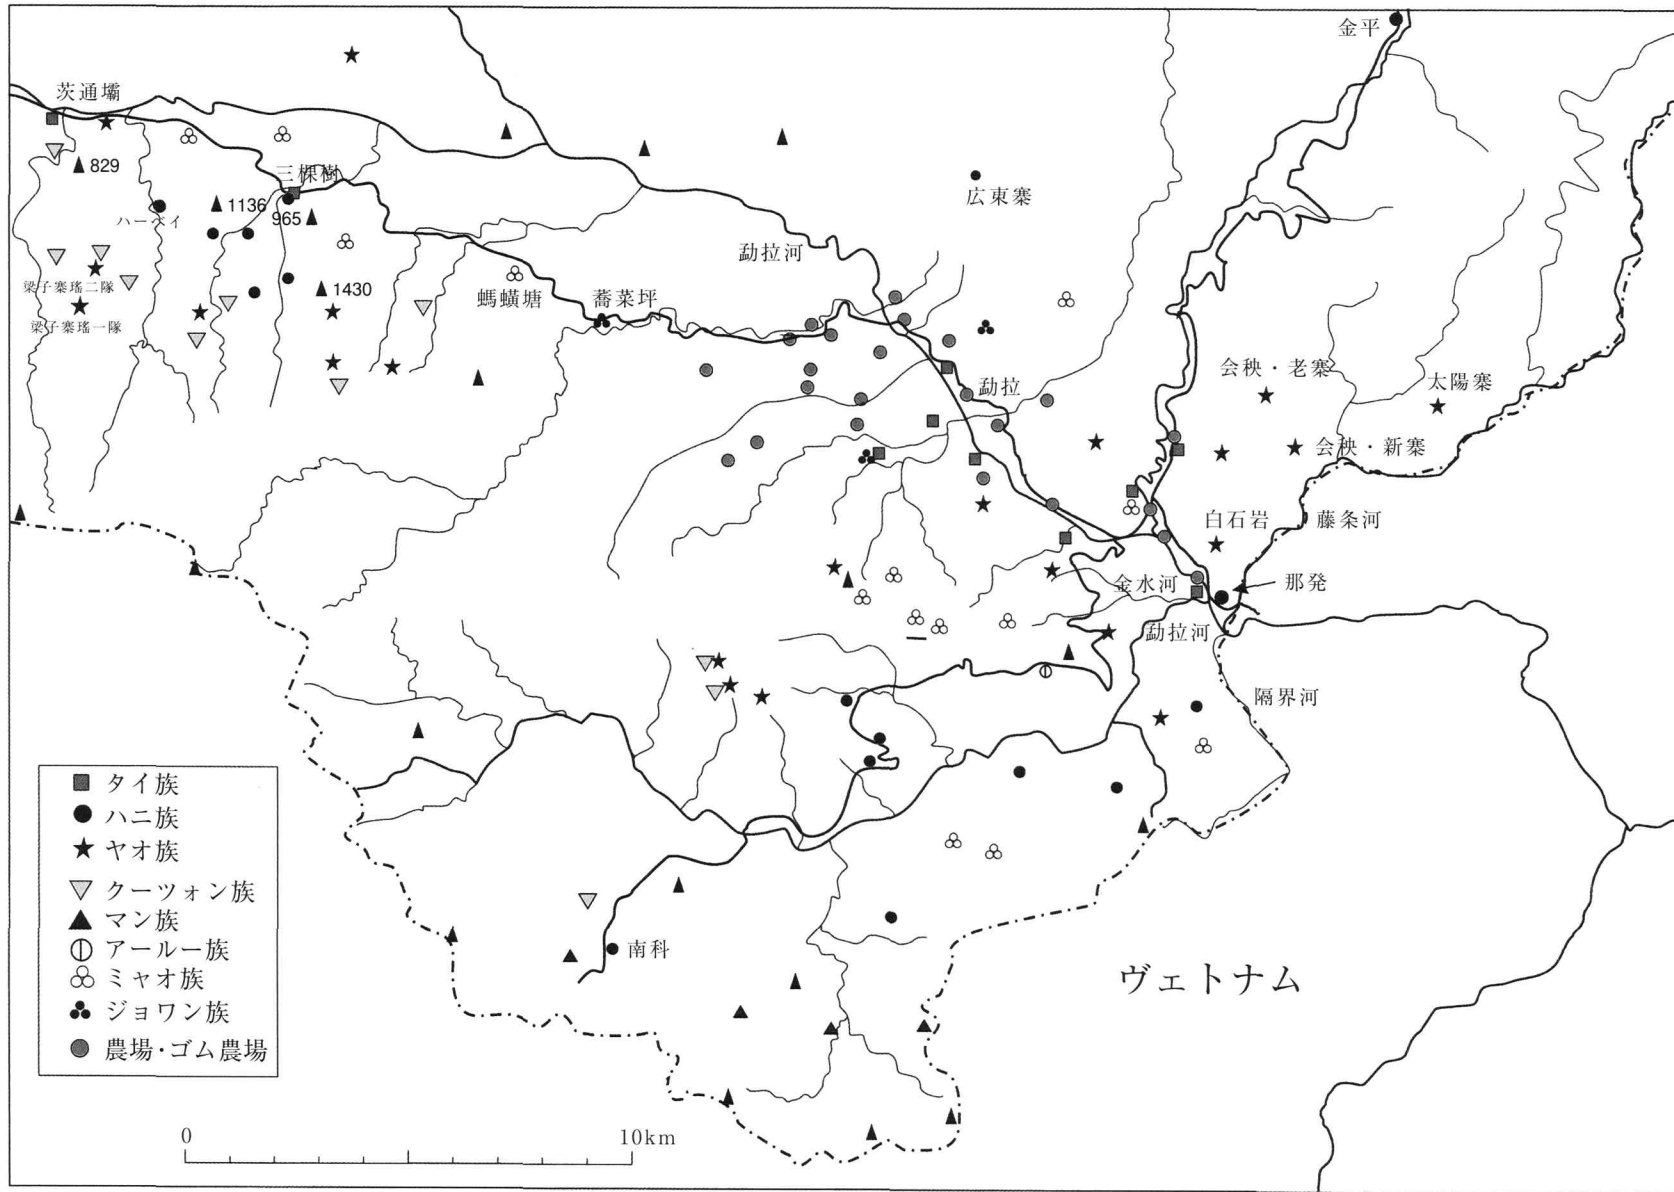 金平
茨通壩
829
三棵樹
1136
965
ハーベイ
広東寨
勐拉河
梁子寨瑤二隊
1430
螞蟥塘
蕎菜坪
梁子寨瑤一隊
会秧・老寨
太陽寨
勐拉
会秧・新寨
白石岩
藤条河
金水河
那発
勐拉河
隔界河
タイ族
ハニ族
ヤオ族
クーツォン族
マン族
アールー族
ミャオ族
ジョワン族
農場・ゴム農場
南科
ヴェトナム
0
10km